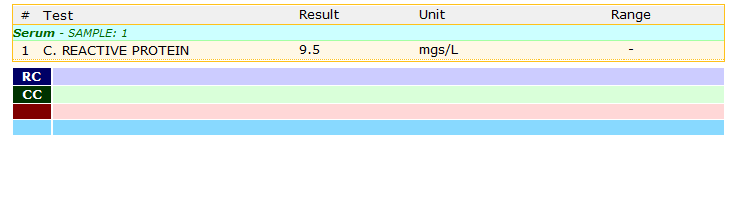 # Test Result Unit Range
Serum - SAMPLE: 1
1 C. REACTIVE PROTEIN 9.5 mgs/L -
RC
CC